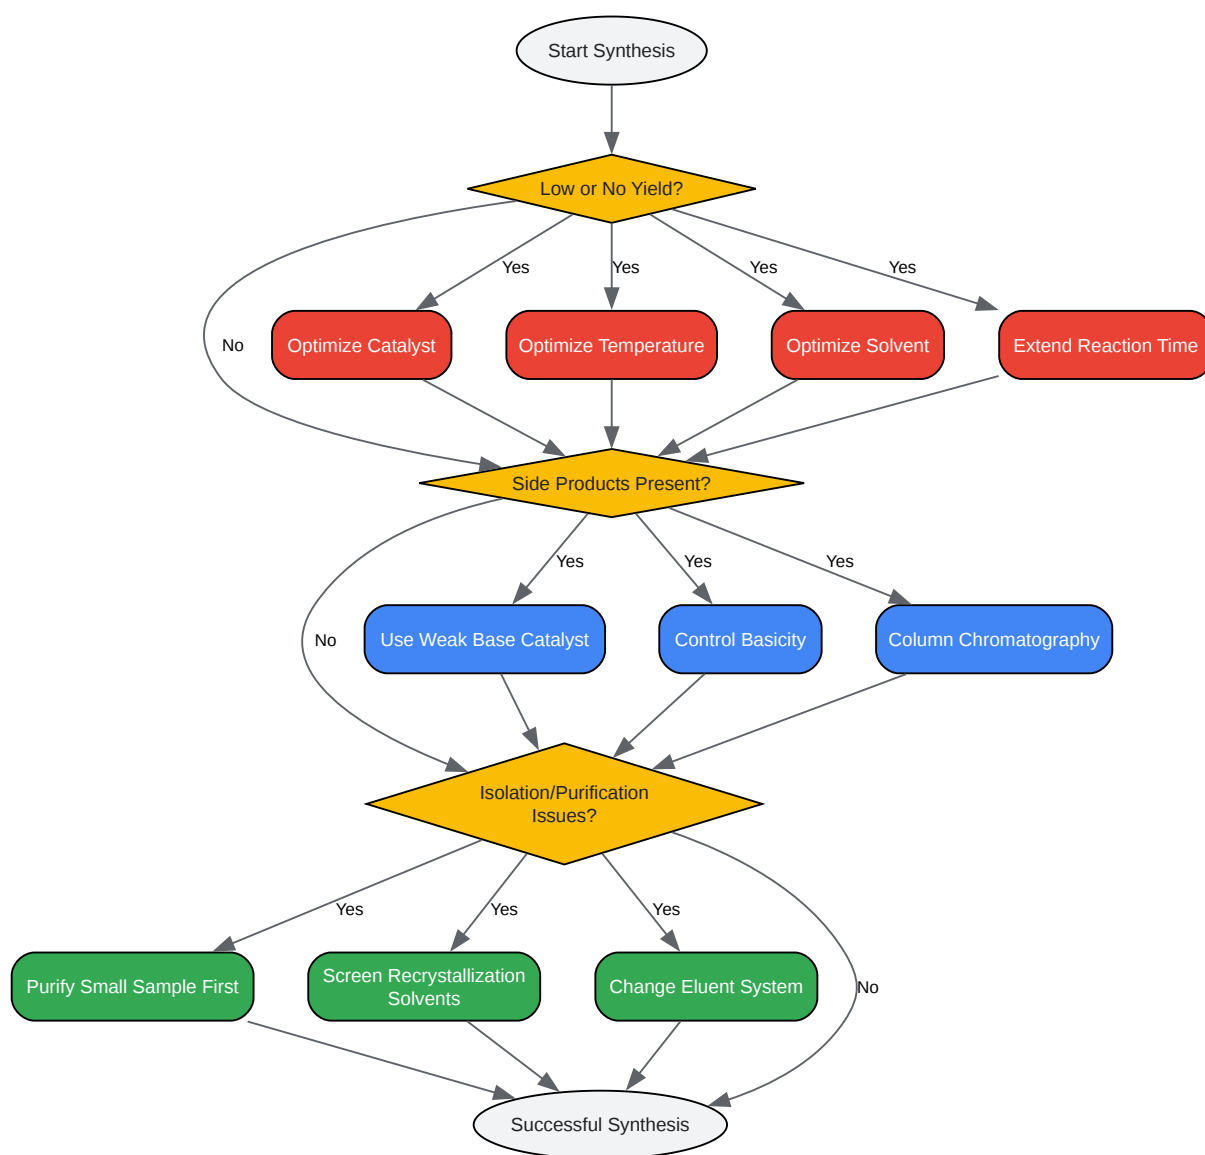 Start Synthesis
Low or No Yield?
Yes
Yes
Yes
Yes
No
Optimize Catalyst
Optimize Temperature
Optimize Solvent
Extend Reaction Time
Side Products Present?
Yes
Yes
Yes
No
Use Weak Base Catalyst
Control Basicity
Column Chromatography
Isolation/Purification
Issues?
Yes
Yes
Yes
No
Purify Small Sample First
Screen Recrystallization
Solvents
Change Eluent System
Successful Synthesis